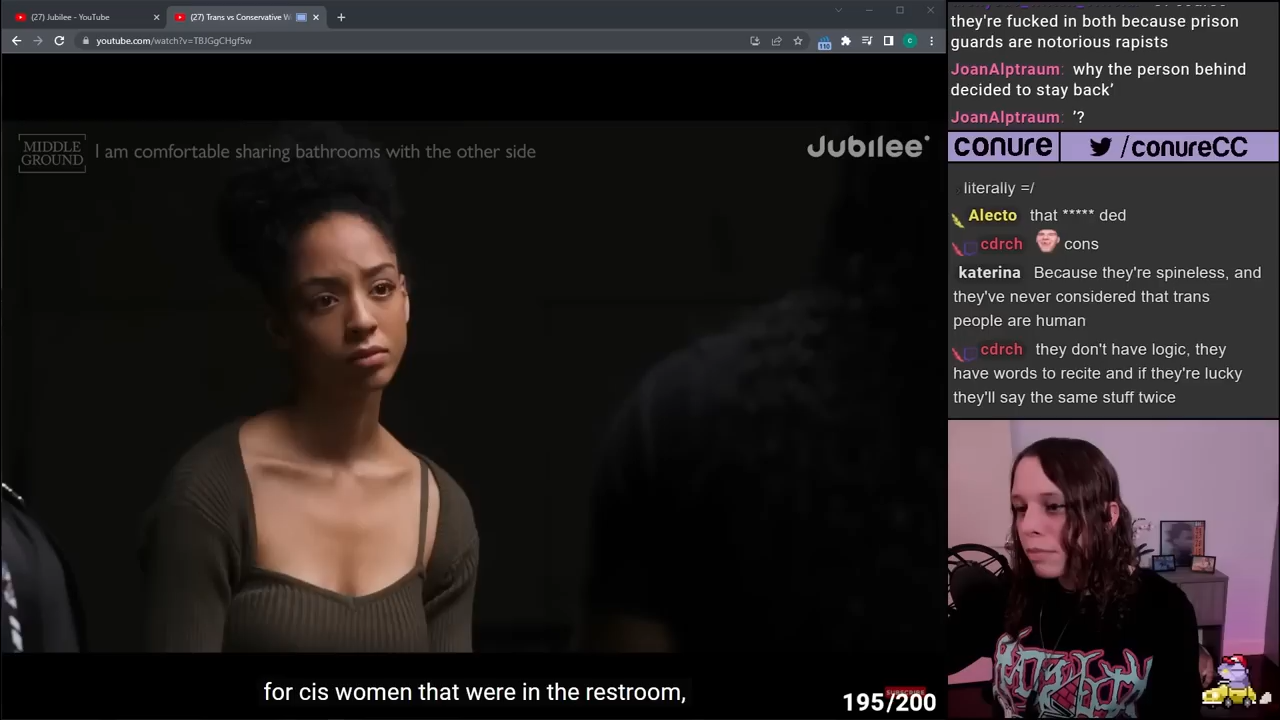 (27) Jubilee - YouTube
(27) Trans vs Conservative W
youtube.com/watch?v=TBJGgCHgf5w
110
c
MIDDLE
GROUND
I am comfortable sharing bathrooms with the other side
Jubilee
for cis women that were in the restroom,
SUBSCRIBE
195/200
they're fucked in both because prison
guards are notorious rapists
JoanAlptraum: why the person behind
decided to stay back'
JoanAlptraum: '?
conure
/conureCC
literally =/
Alecto that ***** ded
cdrch cons
katerina Because they're spineless, and
they've never considered that trans
people are human
cdrch they don't have logic, they
have words to recite and if they're lucky
they'll say the same stuff twice